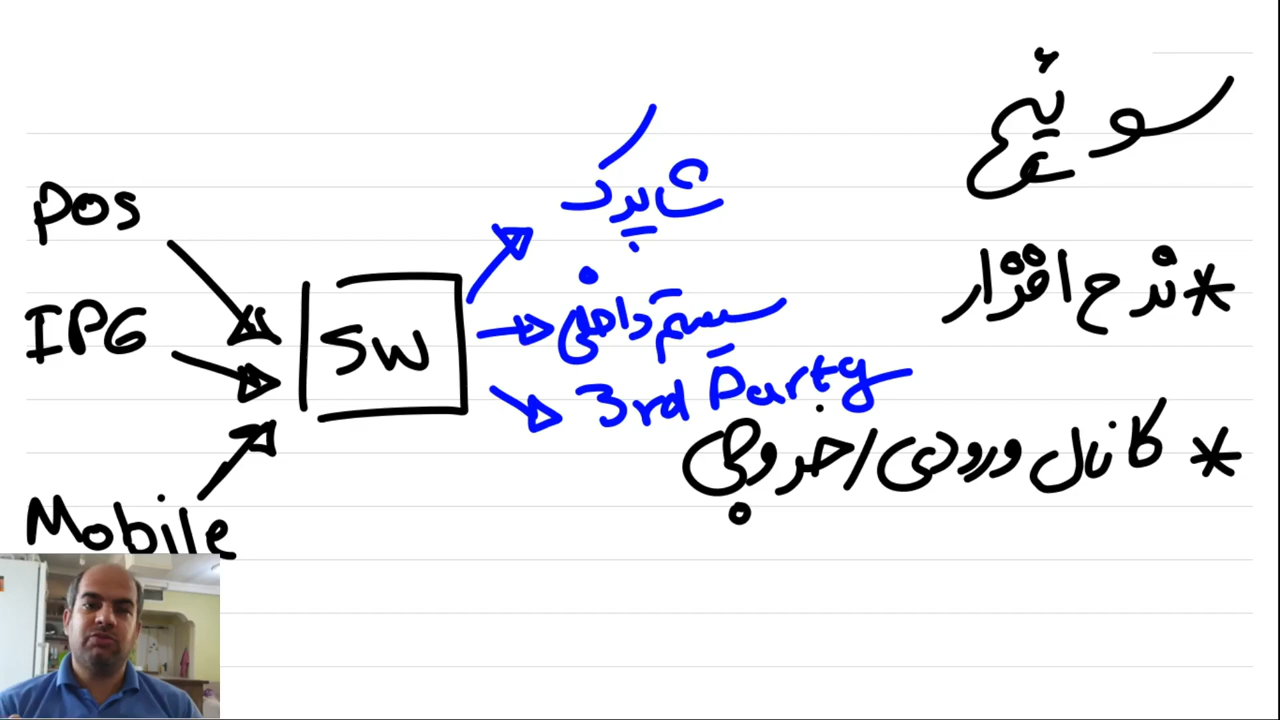 سوئیچ
* نرم افزار
* کانال ورودی/خروجی
POS
IPG
Mobile
SW
شاپرک
سیستم داخلی
3rd Party